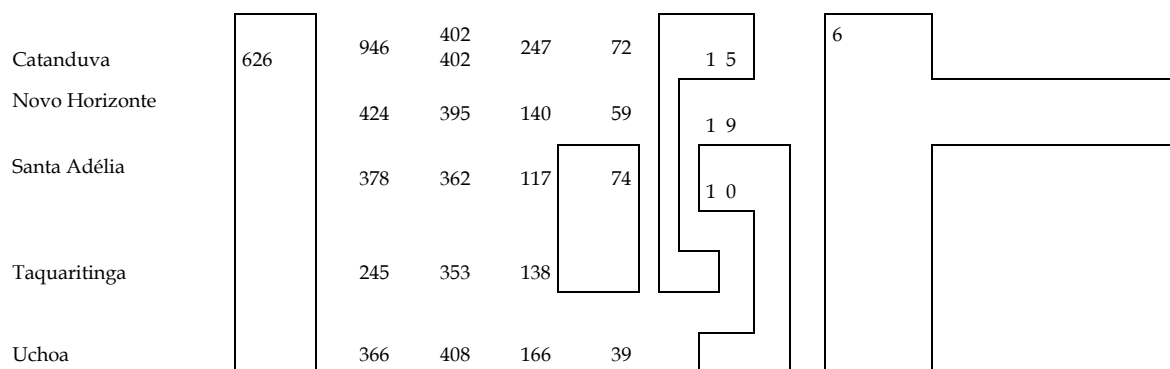 402 6
946 247 72
Catanduva 626 402 1 5
Novo Horizonte
424 395 140 59
1 9
Santa Adélia
378 362 117 74
1 0
Taquaritinga 245 353 138
Uchoa 366 408 166 39